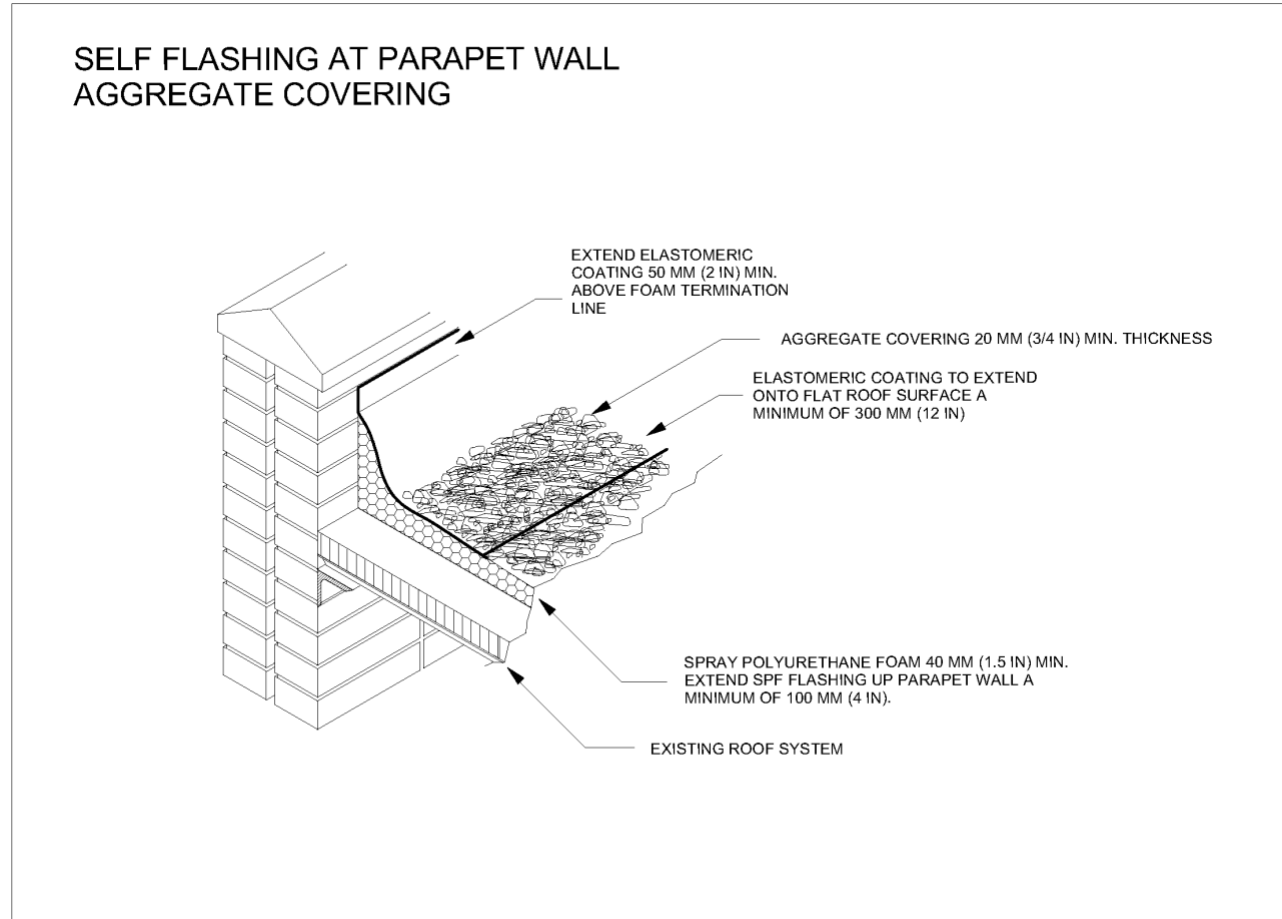 SELF FLASHING AT PARAPET WALL
AGGREGATE COVERING
EXTEND ELASTOMERIC
COATING 50 MM (2 IN) MIN.
ABOVE FOAM TERMINATION
LINE
AGGREGATE COVERING 20 MM (3/4 IN) MIN. THICKNESS
ELASTOMERIC COATING TO EXTEND
ONTO FLAT ROOF SURFACE A
MINIMUM OF 300 MM (12 IN)
SPRAY POLYURETHANE FOAM 40 MM (1.5 IN) MIN.
EXTEND SPF FLASHING UP PARAPET WALL A
MINIMUM OF 100 MM (4 IN).
EXISTING ROOF SYSTEM